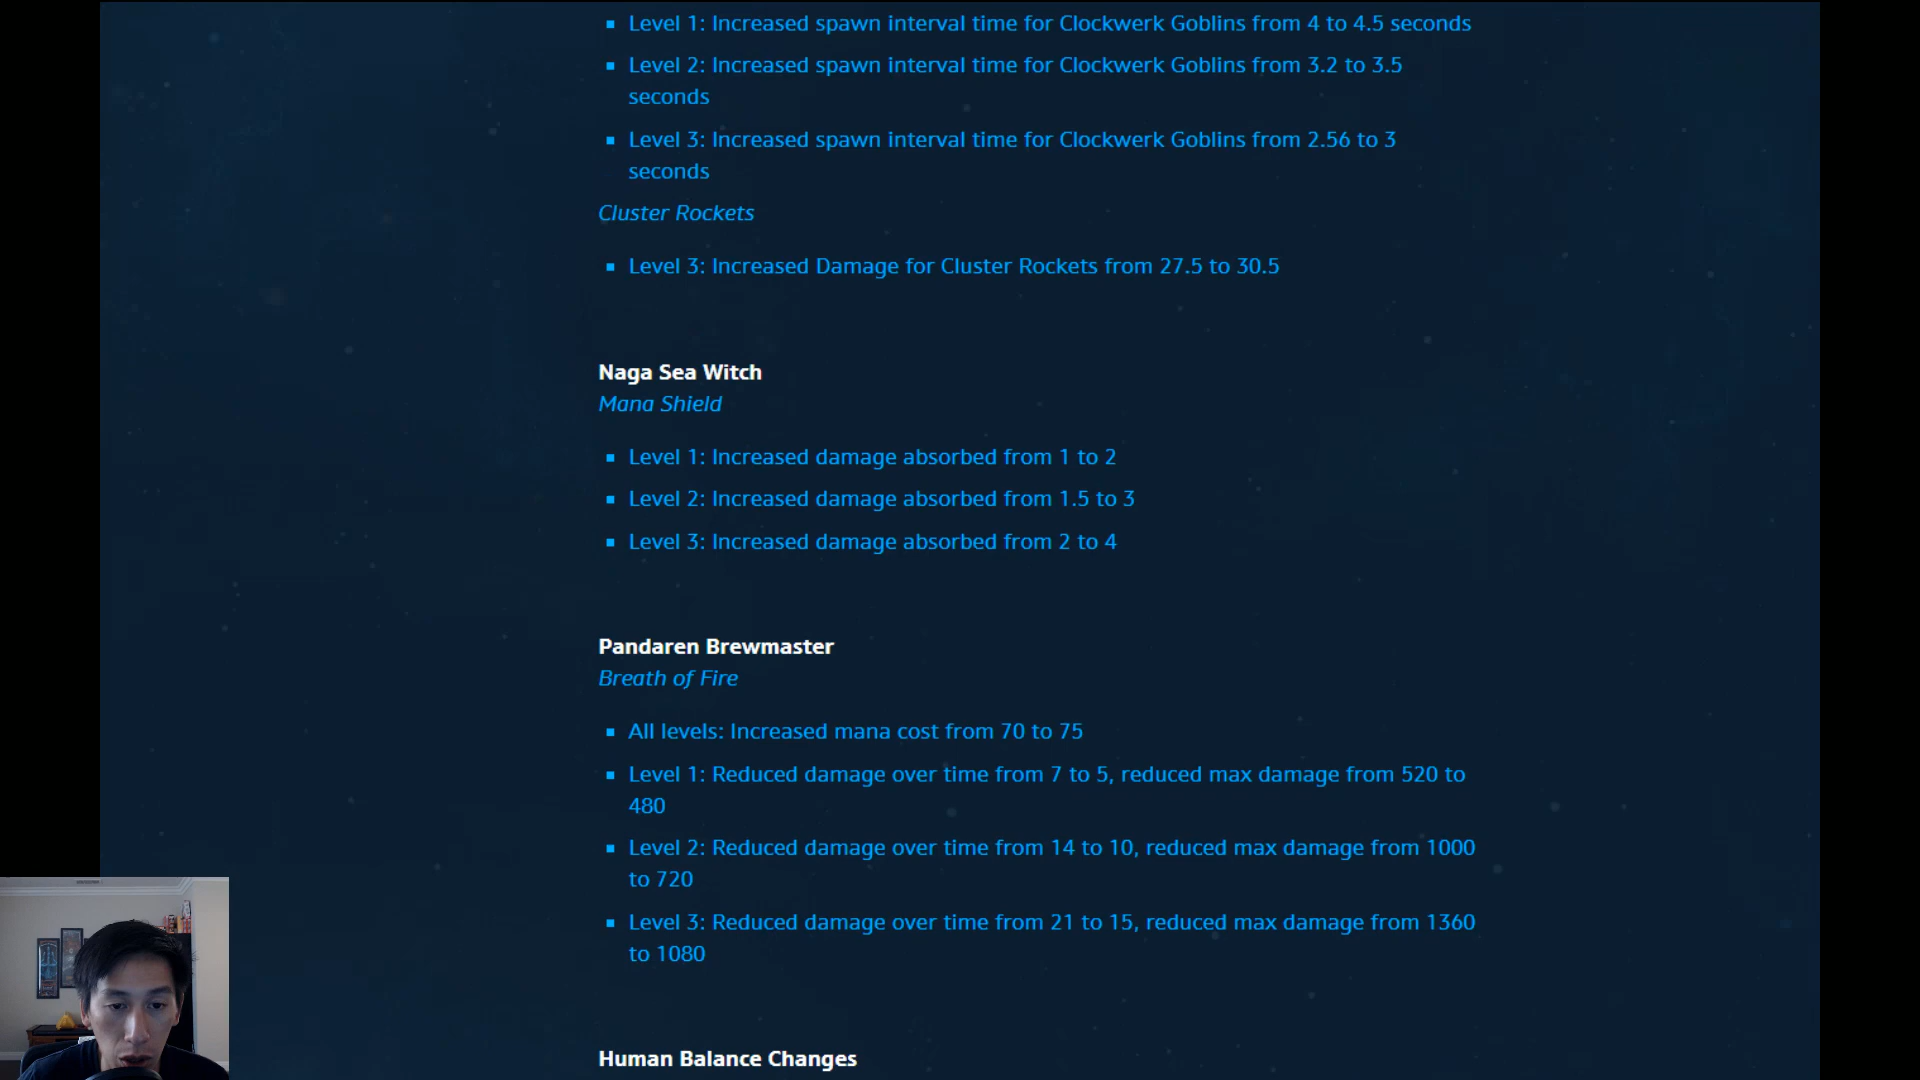 Level 1: Increased spawn interval time for Clockwerk Goblins from 4 to 4.5 seconds
Level 2: Increased spawn interval time for Clockwerk Goblins from 3.2 to 3.5
seconds
Level 3: Increased spawn interval time for Clockwerk Goblins from 2.56 to 3
seconds
Cluster Rockets
Level 3: Increased Damage for Cluster Rockets from 27.5 to 30.5
Naga Sea Witch
Mana Shield
Level 1: Increased damage absorbed from 1 to 2
Level 2: Increased damage absorbed from 1.5 to 3
Level 3: Increased damage absorbed from 2 to 4
Pandaren Brewmaster
Breath of Fire
All levels: Increased mana cost from 70 to 75
Level 1: Reduced damage over time from 7 to 5, reduced max damage from 520 to
480
Level 2: Reduced damage over time from 14 to 10, reduced max damage from 1000
to 720
Level 3: Reduced damage over time from 21 to 15, reduced max damage from 1360
to 1080
Human Balance Changes